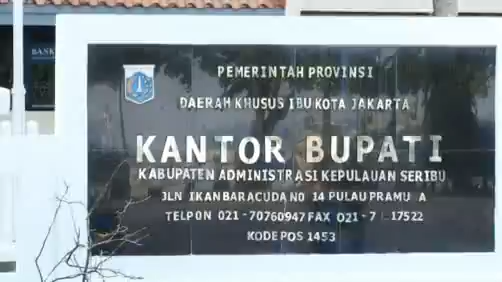 BANK
PEMERINTAH PROVINSI
DAERAH KHUSUS IBU KOTA JAKARTA
KANTOR BUPATI
KABUPATEN ADMINISTRASI KEPULAUAN SERIBU
JLN IKAN BARACUDA NO 14 PULAU PRAMU A
TELPON 021-70760947 FAX 021-7 17522
KODE POS 1453